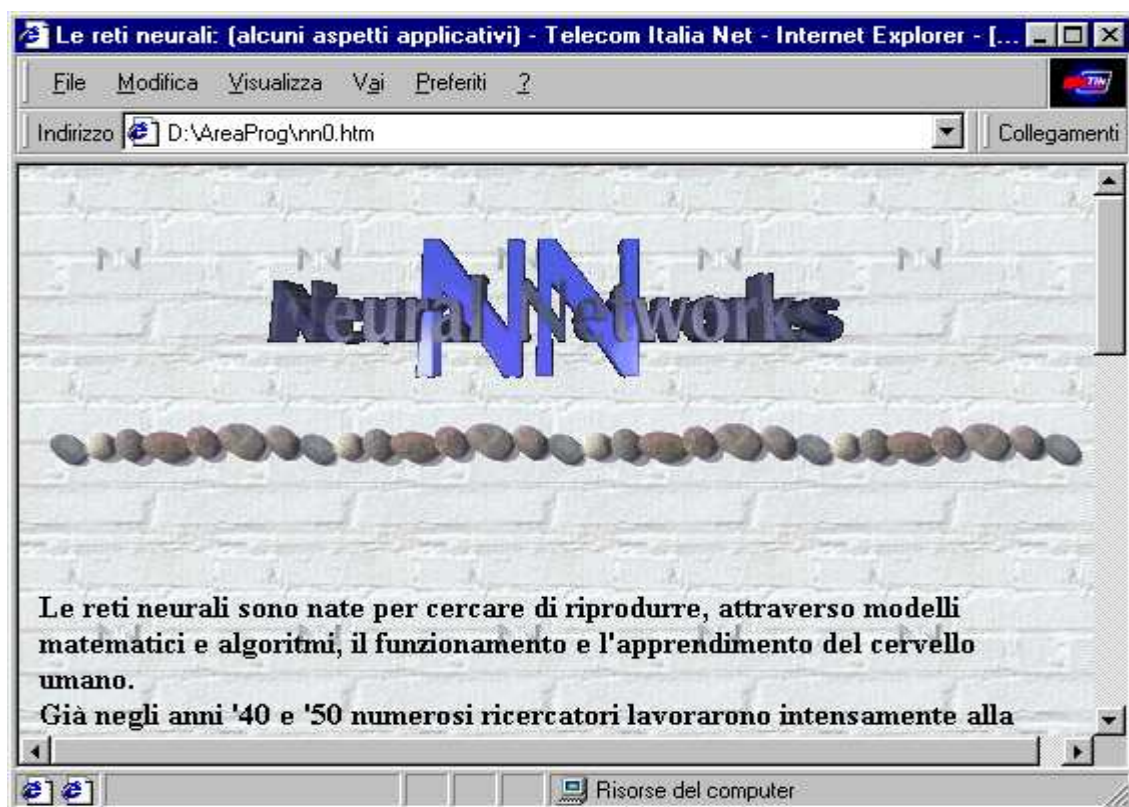 Le reti neurali: (alcuni aspetti applicativi) - Telecom Italia Net - Internet Explorer - [...
File Modifica Visualizza Vai Preferiti ?
TIN
Indirizzo D:\AreaProg\nn0.htm Collegamenti
NN
Neural Networks
Le reti neurali sono nate per cercare di riprodurre, attraverso modelli
matematici e algoritmi, il funzionamento e l'apprendimento del cervello
umano.
Già negli anni '40 e '50 numerosi ricercatori lavorarono intensamente alla
Risorse del computer